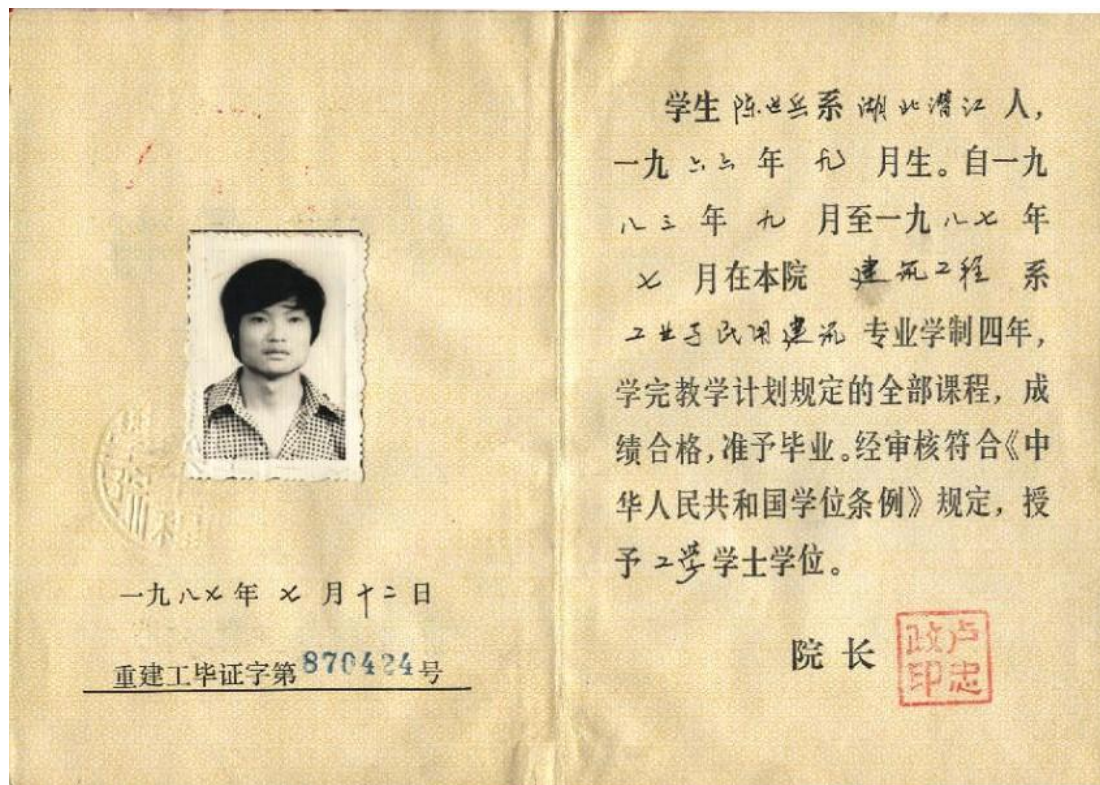 一九八七年七月十二日
重建工毕证字第870424号
学生陈世岳系湖北潜江人,
一九六六年九月生。自一九
八三年九月至一九八七年
七月在本院建筑工程系
工业与民用建筑专业学制四年,
学完教学计划规定的全部课程,成
绩合格,准予毕业。经审核符合《中
华人民共和国学位条例》规定,授
予工学学士学位。
院长
卢忠政印